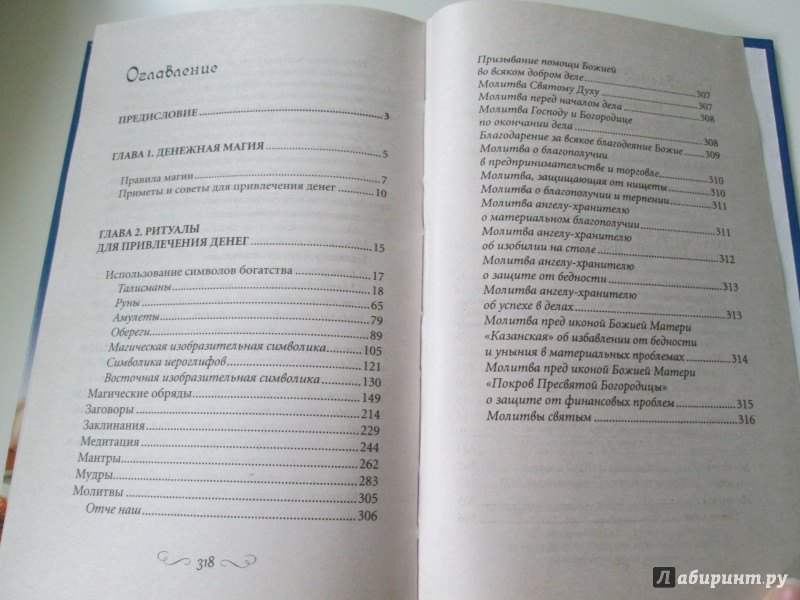 Оглавление
ПРЕДИСЛОВИЕ 3
ГЛАВА 1. ДЕНЕЖНАЯ МАГИЯ 5
Правила магии 7
Приметы и советы для привлечения денег 10
ГЛАВА 2. РИТУАЛЫ
ДЛЯ ПРИВЛЕЧЕНИЯ ДЕНЕГ 15
Использование символов богатства 17
Талисманы 18
Руны 65
Амулеты 79
Обереги 89
Магическая изобразительная символика 105
Символика иероглифов 121
Восточная изобразительная символика 130
Магические обряды 149
Заговоры 214
Заклинания 229
Медитация 244
Мантры 262
Мудры 283
Молитвы 305
Отче наш 306
318
Призывание помощи Божией
во всяком добром деле 307
Молитва Святому Духу 307
Молитва перед началом дела 308
Молитва Господу и Богородице
по окончании дела 308
Благодарение за всякое благодеяние Божие 309
Молитва о благополучии
в предпринимательстве и торговле 310
Молитва, защищающая от нищеты 310
Молитва о благополучии и терпении 311
Молитва ангелу-хранителю
о материальном благополучии 311
Молитва ангелу-хранителю
об изобилии на столе 312
Молитва ангелу-хранителю
о защите от бедности 313
Молитва ангелу-хранителю
об успехе в делах 313
Молитва пред иконой Божией Матери
«Казанская» об избавлении от бедности
и уныния в материальных проблемах 314
Молитва пред иконой Божией Матери
«Покров Пресвятой Богородицы»
о защите от финансовых проблем 315
Молитвы святым 316
Лабиринт.ру